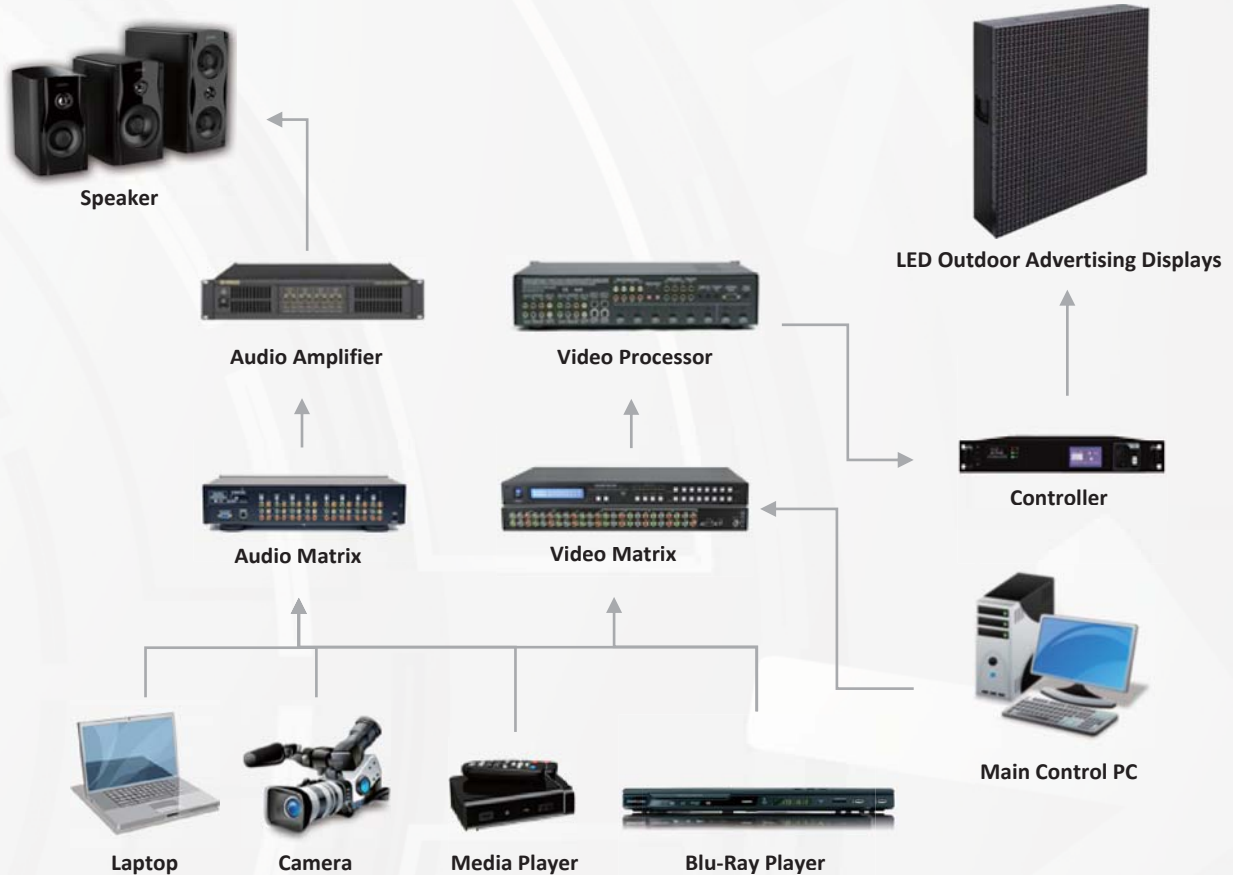 Speaker
LED Outdoor Advertising Displays
Audio Amplifier
Video Processor
Controller
Audio Matrix
Video Matrix
Main Control PC
Laptop
Camera
Media Player
Blu-Ray Player